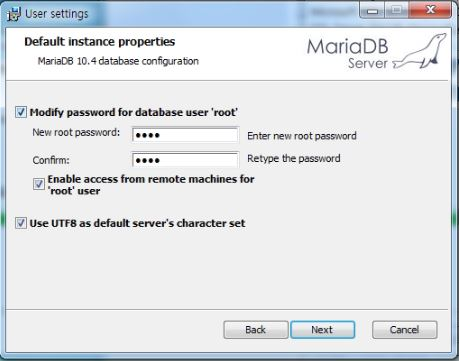 User settings
Default instance properties
MariaDB 10.4 database configuration
MariaDB
Server
Modify password for database user 'root'
New root password: •••• Enter new root password
Confirm: •••• Retype the password
Enable access from remote machines for
'root' user
Use UTF8 as default server's character set
Back Next Cancel